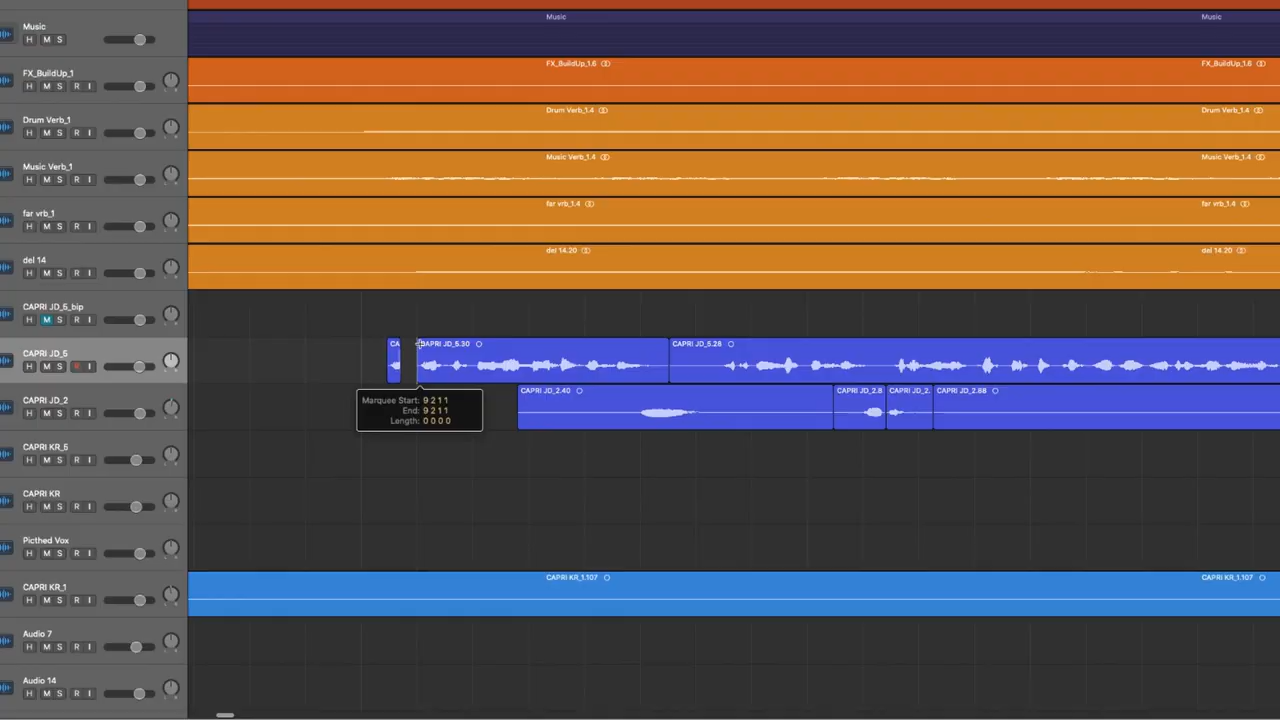 Music
H M S
Music
Music
FX_BuildUp_1
H M S R I
FX_BuildUp_1.6
FX_BuildUp_1.6
Drum Verb_1
H M S R I
Drum Verb_1.4
Drum Verb_1.4
Music Verb_1
H M S R I
Music Verb_1.4
Music Verb_1.4
far vrb_1
H M S R I
far vrb_1.4
far vrb_1.4
del 14
H M S R I
del 14.20
del 14.20
CAPRI JD_5_bip
H M S R I
CAPRI JD_5
H M S R I
CA
CAPRI JD_5.30
CAPRI JD_5.28
Marquee Start: 9 2 1 1
End: 9 2 1 1
Length: 0 0 0 0
CAPRI JD_2
H M S R I
CAPRI JD_2.40
CAPRI JD_2.8
CAPRI JD_2.
CAPRI JD_2.88
CAPRI KR_5
H M S R I
CAPRI KR
H M S R I
Picthed Vox
H M S R I
CAPRI KR_1
H M S R I
CAPRI KR_1.107
CAPRI KR_1.107
Audio 7
H M S R I
Audio 14
H M S R I